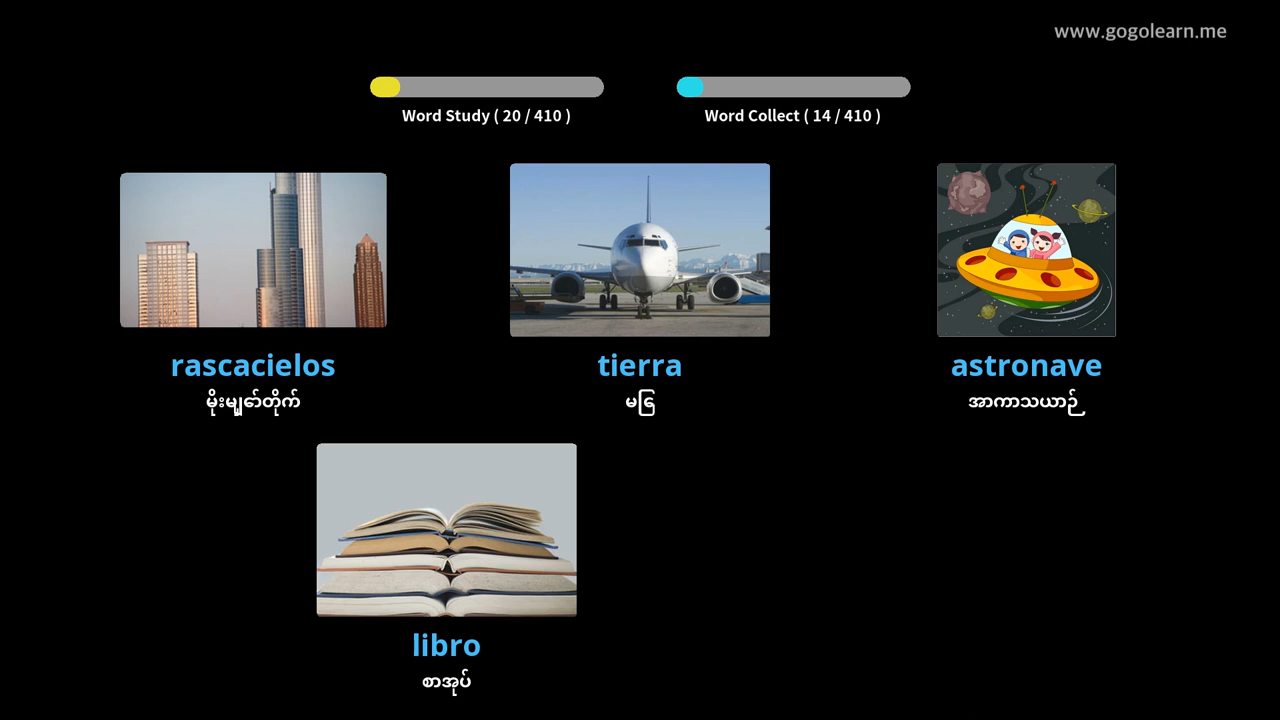 www.gogolearn.me
Word Study ( 20 / 410 )
Word Collect ( 14 / 410 )
rascacielos
tierra
astronave
မိုးမျှော်တိုက်
မြေ
အာကာသယာဉ်
libro
စာအုပ်